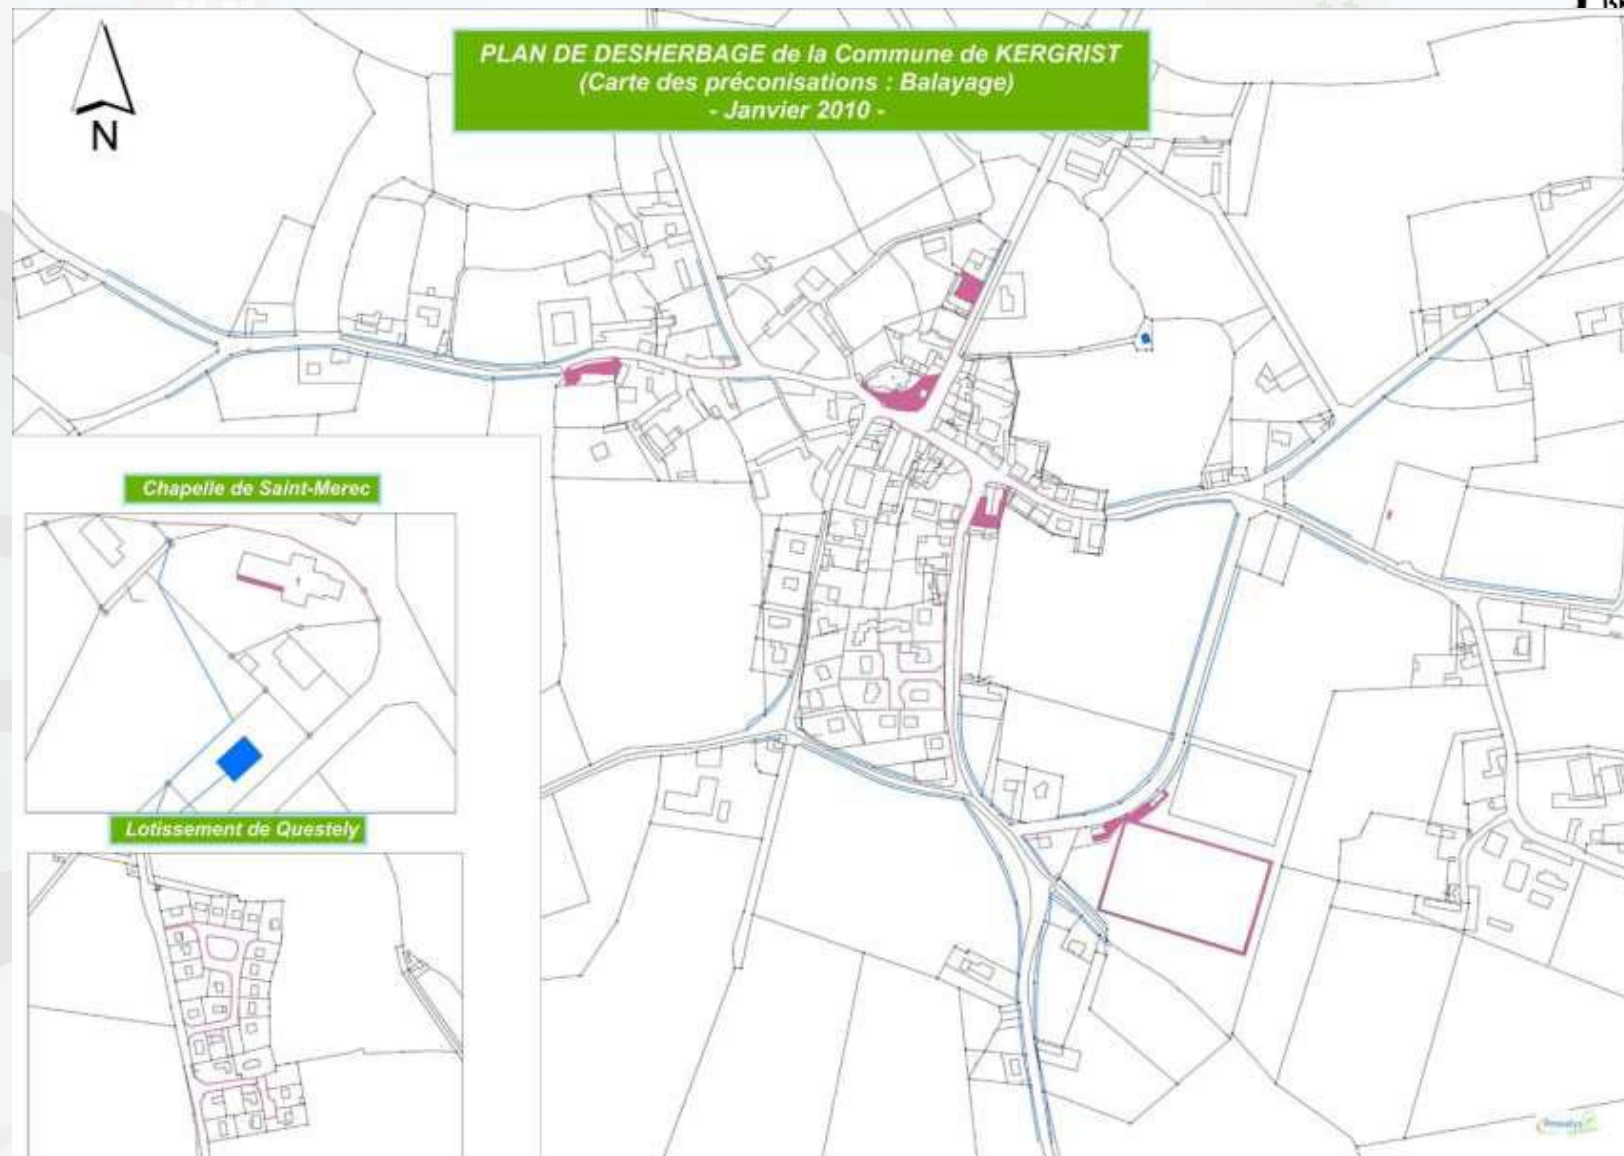 PLAN DE DESHERBAGE de la Commune de KERGRIST
(Carte des préconisations : Balayage)
- Janvier 2010 -
N
Chapelle de Saint-Merec
Lotissement de Questely